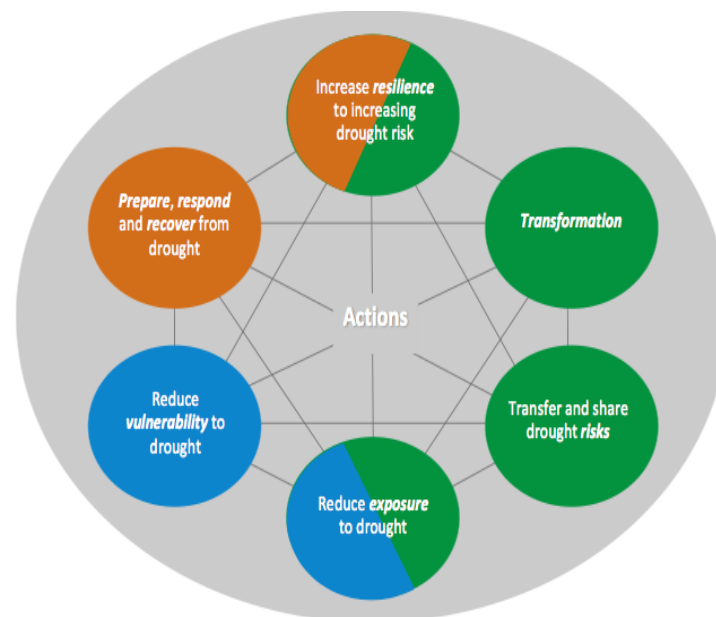 Increase resilience
to increasing
drought risk
Prepare, respond
and recover from
drought
Transformation
Actions
Reduce
vulnerability to
drought
Transfer and share
drought risks
Reduce exposure
to drought